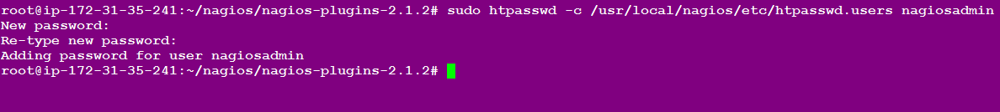 root@ip-172-31-35-241:~/nagios/nagios-plugins-2.1.2# sudo htpasswd -c /usr/local/nagios/etc/htpasswd.users nagiosadmin
New password:
Re-type new password:
Adding password for user nagiosadmin
root@ip-172-31-35-241:~/nagios/nagios-plugins-2.1.2#